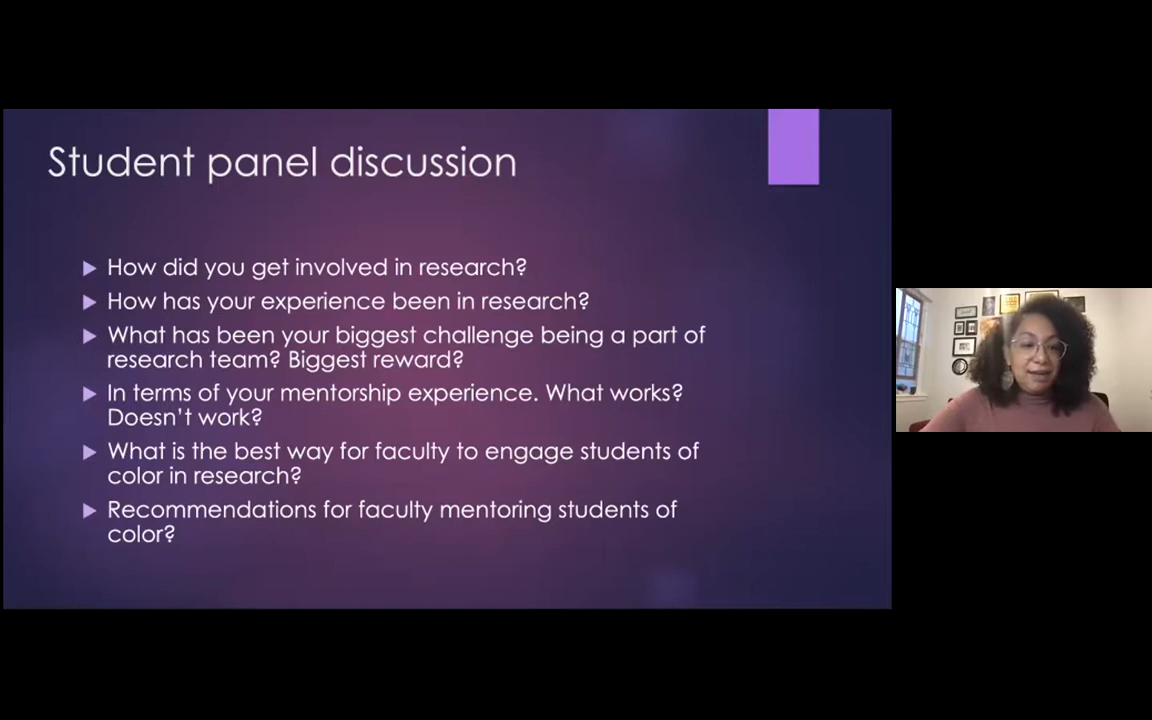 Student panel discussion
How did you get involved in research?
How has your experience been in research?
What has been your biggest challenge being a part of
research team? Biggest reward?
In terms of your mentorship experience. What works?
Doesn't work?
What is the best way for faculty to engage students of
color in research?
Recommendations for faculty mentoring students of
color?